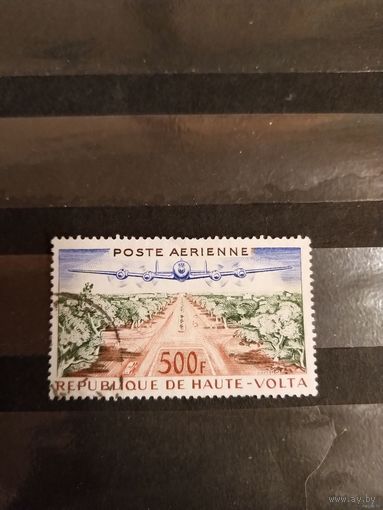 POSTE AERIENNE
500F
REPUBLIQUE DE HAUTE-VOLTA
www.ay.by